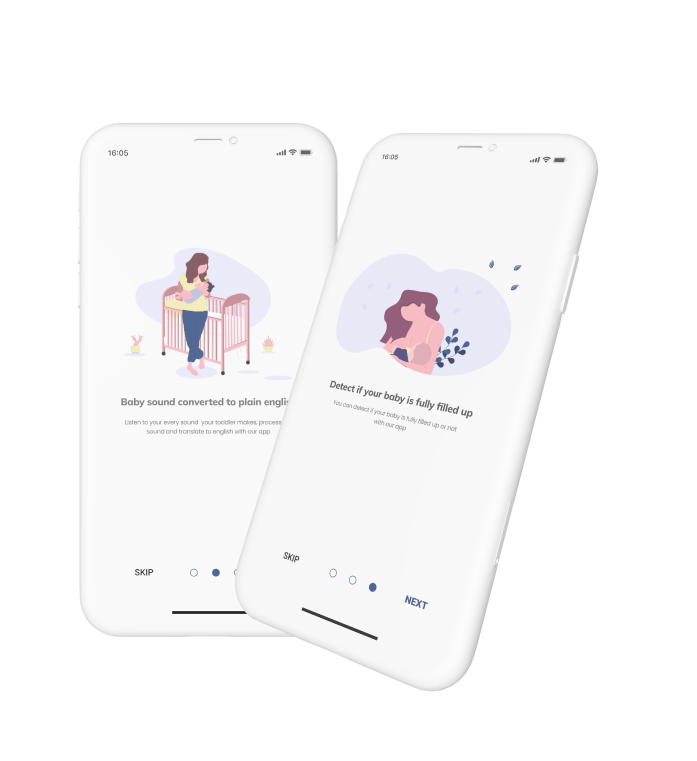 16:05
Baby sound converted to plain englis
Listen to your every sound your toddler makes, process
sound and translate to english with our app
SKIP
16:05
Detect if your baby is fully filled up
You can detect if your baby is fully filled up or not
with our app
SKIP
NEXT